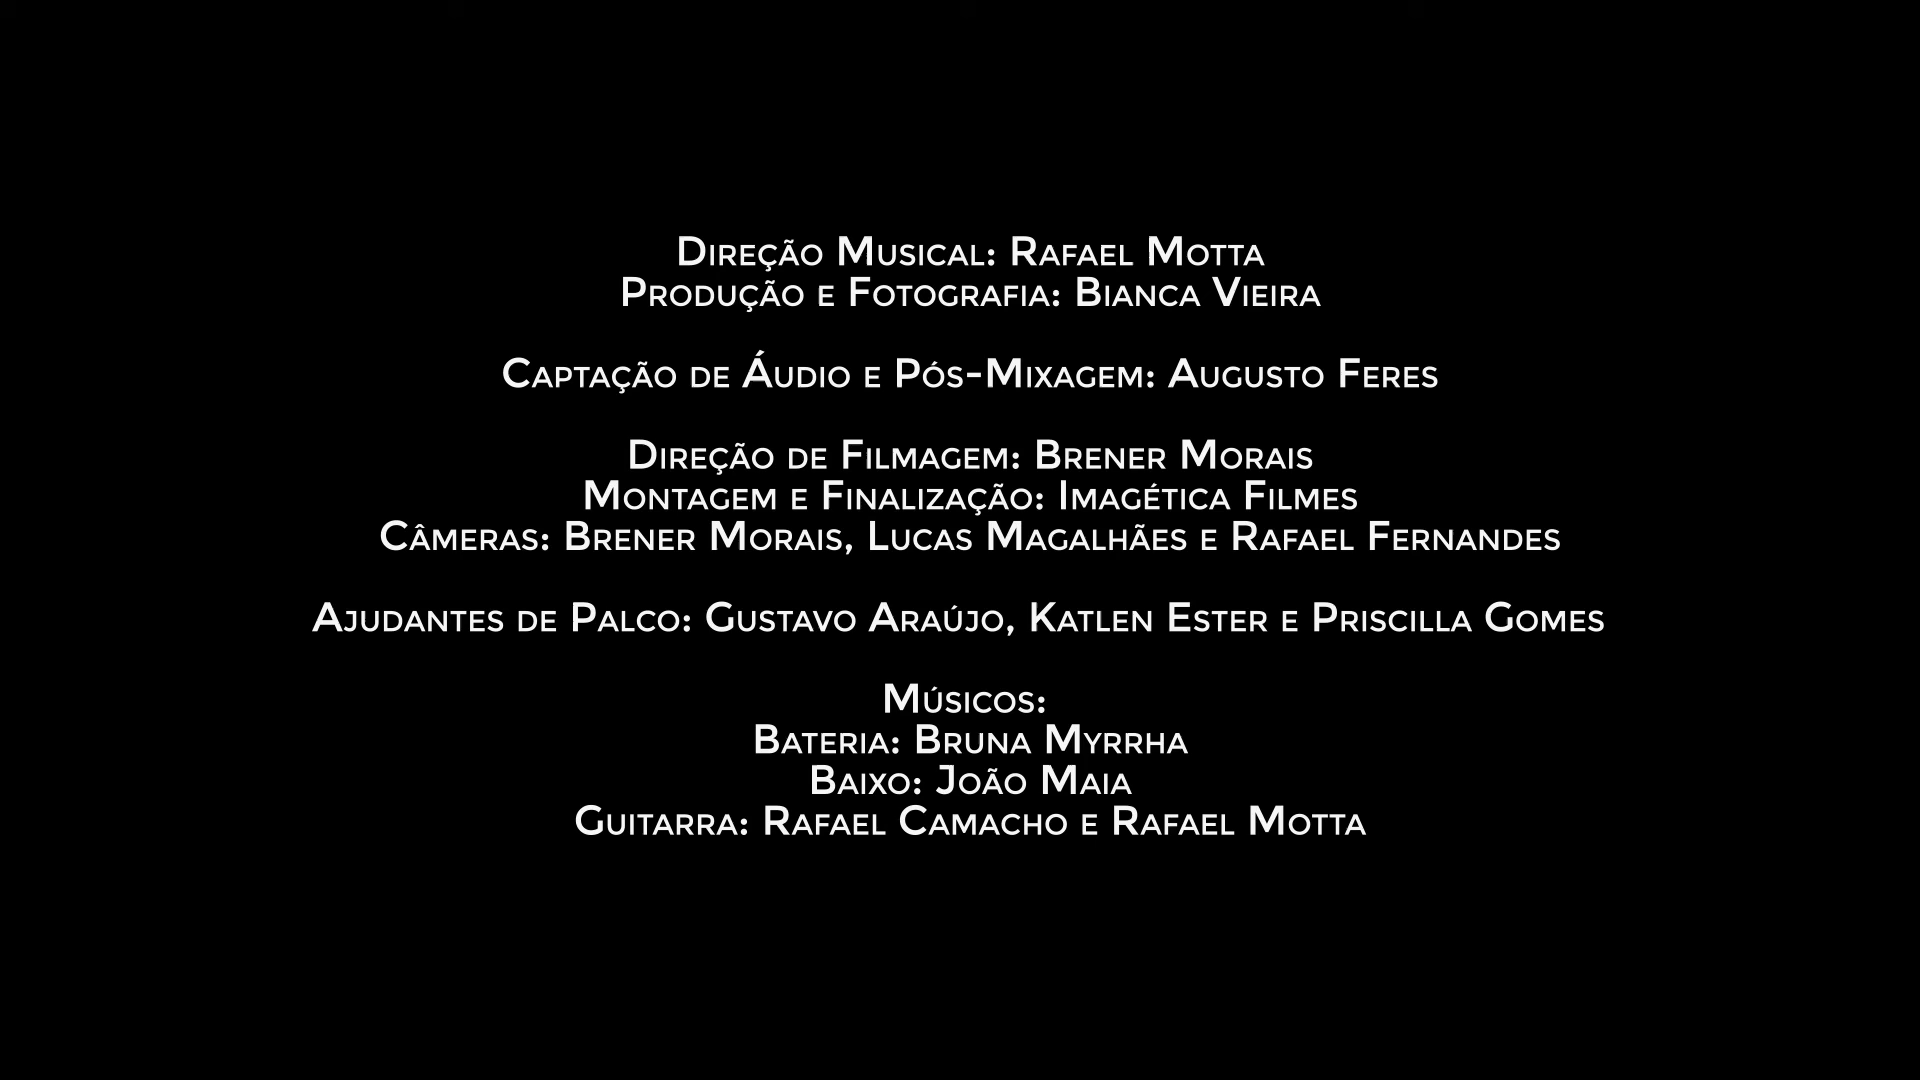 Direção Musical: Rafael Motta
Produção e Fotografia: Bianca Vieira
Captação de Áudio e Pós-Mixagem: Augusto Feres
Direção de Filmagem: Brener Morais
Montagem e Finalização: Imagética Filmes
Câmeras: Brener Morais, Lucas Magalhães e Rafael Fernandes
Ajudantes de Palco: Gustavo Araújo, Katlen Ester e Priscilla Gomes
Músicos:
Bateria: Bruna Myrrha
Baixo: João Maia
Guitarra: Rafael Camacho e Rafael Motta